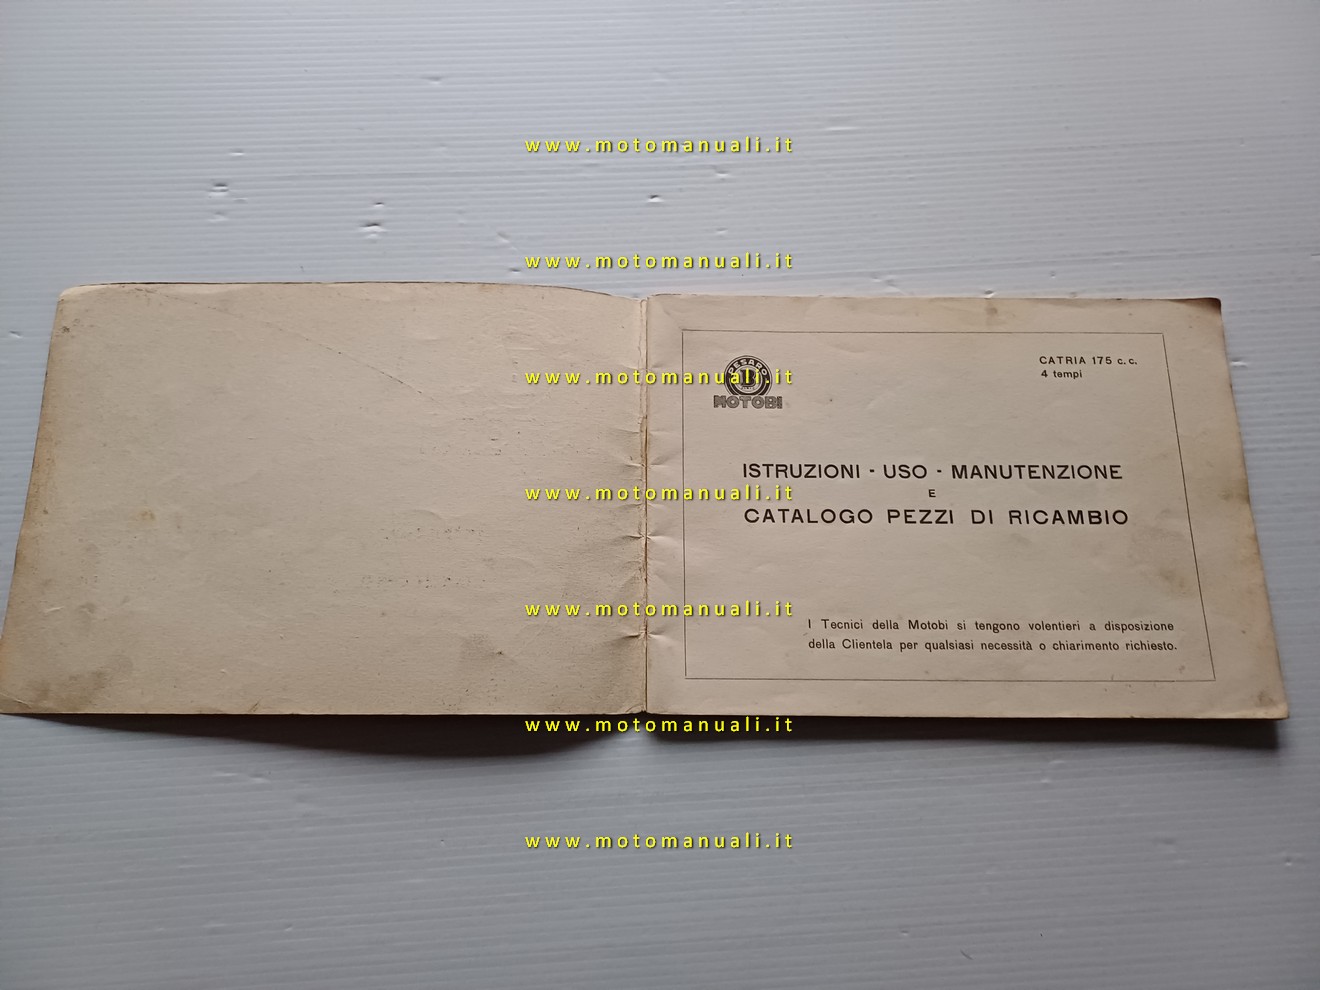 www.motomanuali.it
www.motomanuali.it
PESARO
B
MOTOBI
CATRIA 175 c.c.
4 tempi
www.motomanuali.it
ISTRUZIONI - USO - MANUTENZIONE
E
www.motomanuali.it
CATALOGO PEZZI DI RICAMBIO
www.motomanuali.it
I Tecnici della Motobi si tengono volentieri a disposizione
della Clientela per qualsiasi necessità o chiarimento richiesto.
www.motomanuali.it
www.motomanuali.it